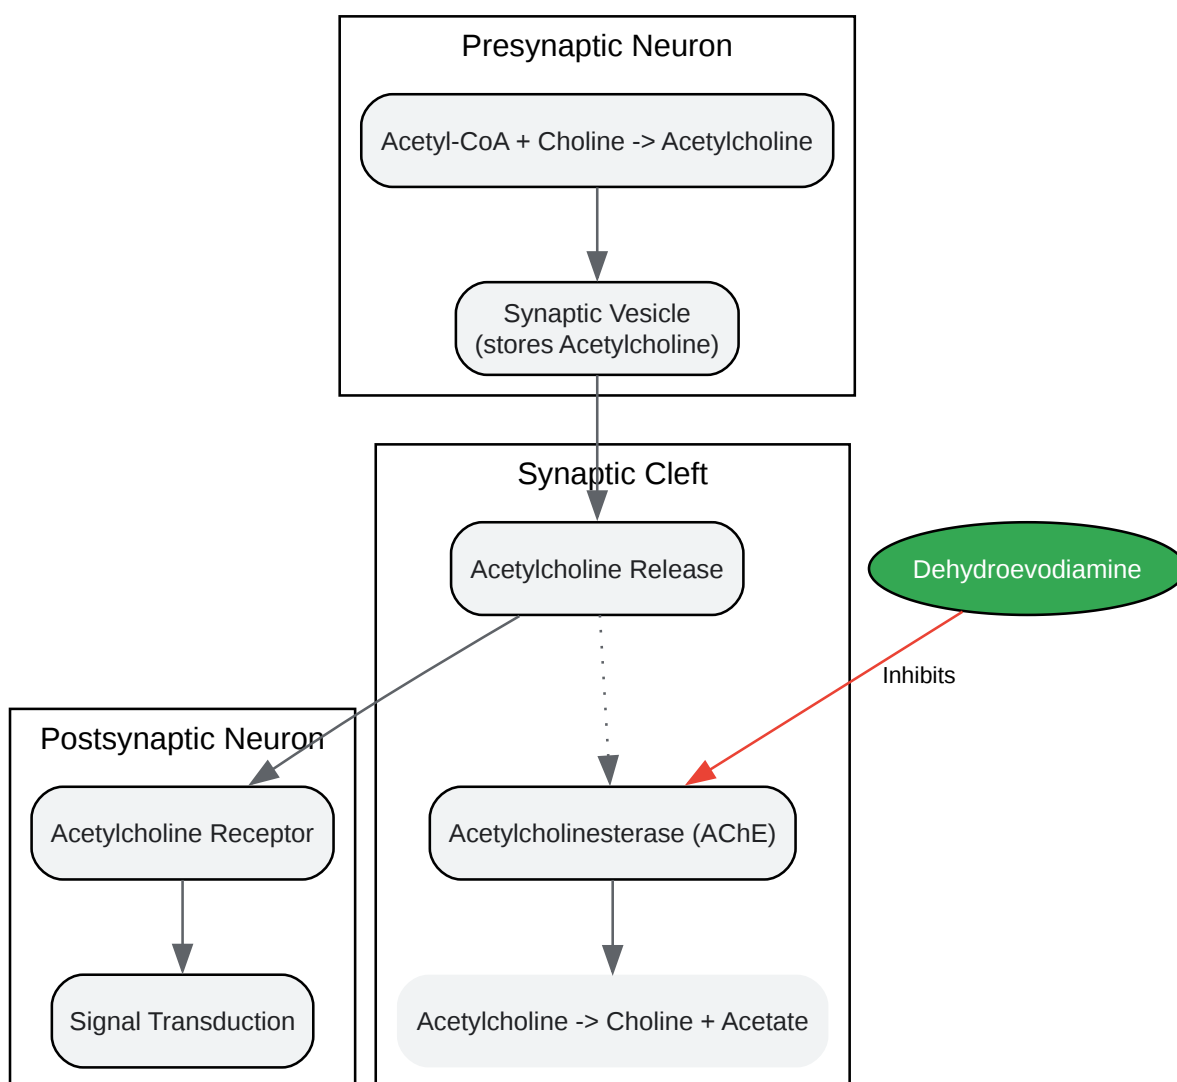 Presynaptic Neuron
Acetyl-CoA + Choline -> Acetylcholine
Synaptic Vesicle
(stores Acetylcholine)
Synaptic Cleft
Acetylcholine Release
Dehydroevodiamine
Inhibits
Postsynaptic Neuron
Acetylcholine Receptor
Acetylcholinesterase (AChE)
Signal Transduction
Acetylcholine -> Choline + Acetate